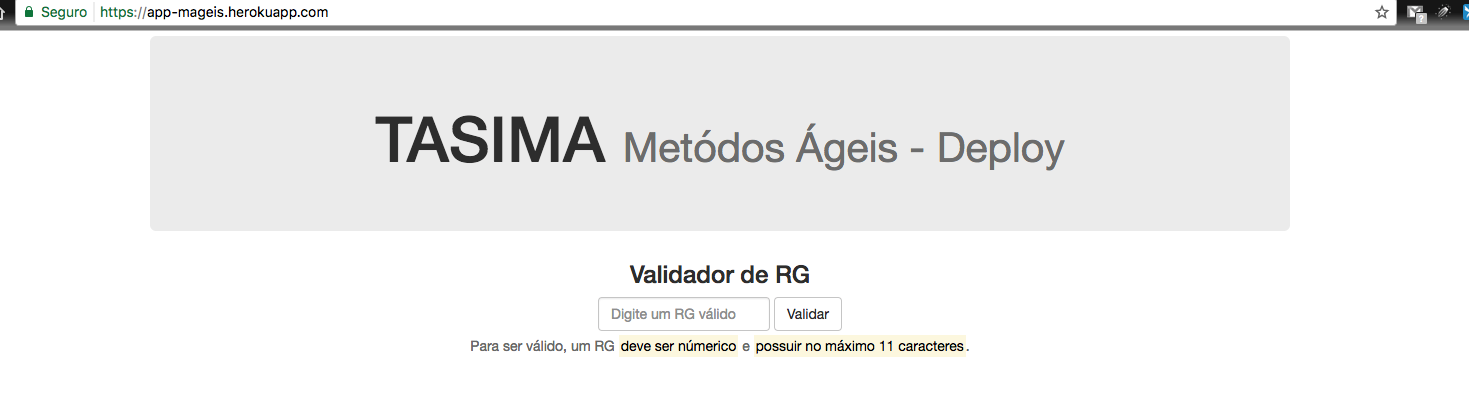 Seguro https://app-mageis.herokuapp.com
TASIMA Metódos Ágeis - Deploy
Validador de RG
Digite um RG válido Validar
Para ser válido, um RG deve ser númerico e possuir no máximo 11 caracteres.